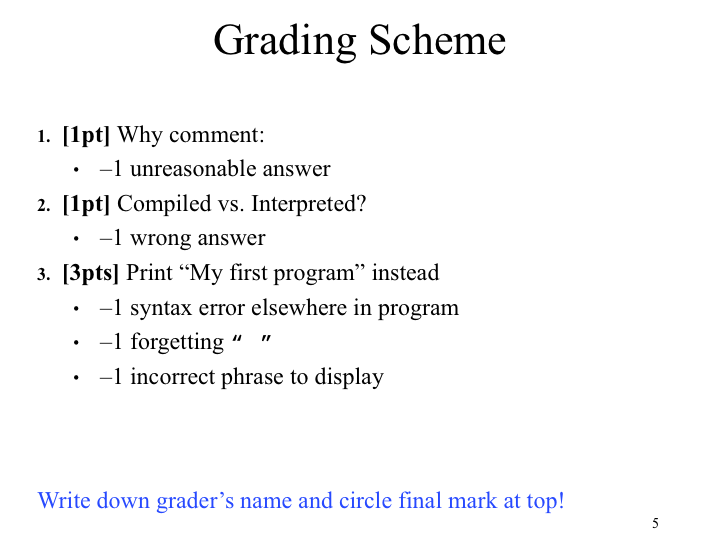 Grading Scheme
1. [1pt] Why comment:
• –1 unreasonable answer
2. [1pt] Compiled vs. Interpreted?
• –1 wrong answer
3. [3pts] Print “My first program” instead
• –1 syntax error elsewhere in program
• –1 forgetting “ ”
• –1 incorrect phrase to display
Write down grader’s name and circle final mark at top!
5